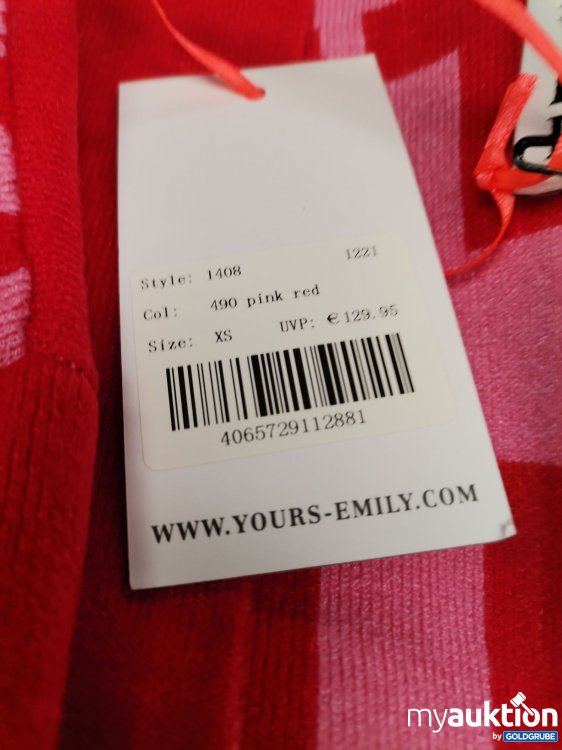 Style: 1408 1221
Col: 490 pink red
Size: XS UVP: €129.95
4065729112881
WWW.YOURS-EMILY.COM
myauktion
by GOLDGRUBE